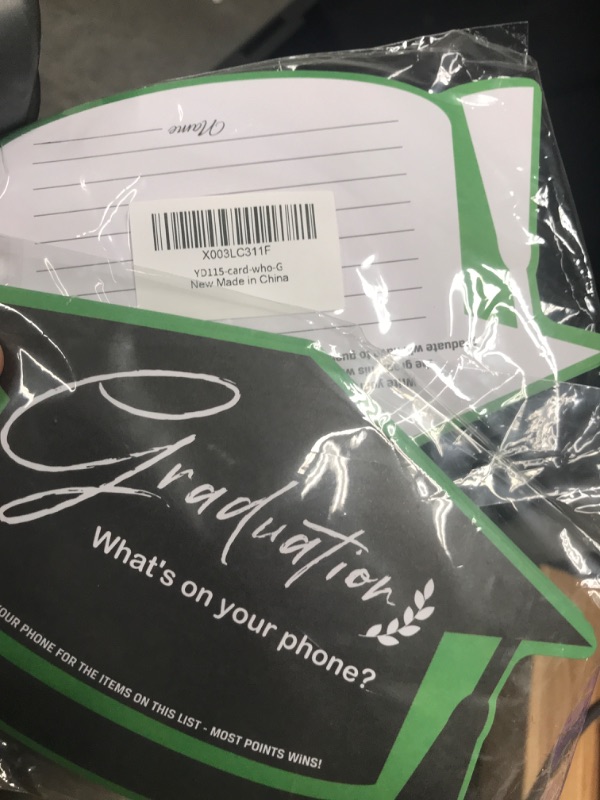 Name
X003LC311F
YD115-card-who-G
New Made in China
Graduation
What's on your phone?
YOUR PHONE FOR THE ITEMS ON THIS LIST - MOST POINTS WINS!